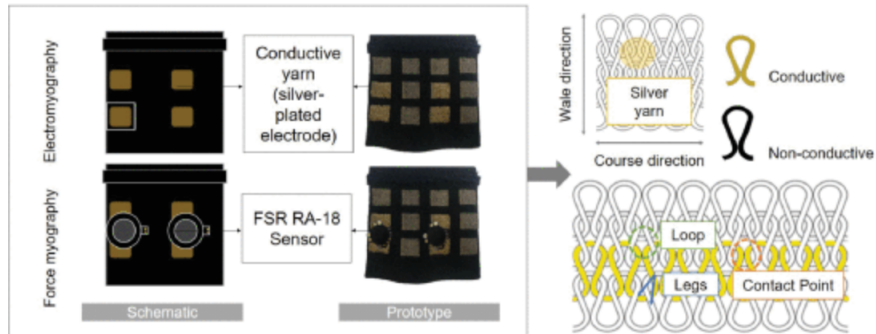 Electromyography
Conductive
yarn
(silver-
plated
electrode)
Force myography
FSR RA-18
Sensor
Schematic
Prototype
Wale direction
Silver
yarn
Course direction
Conductive
Non-conductive
Loop
Legs
Contact Point